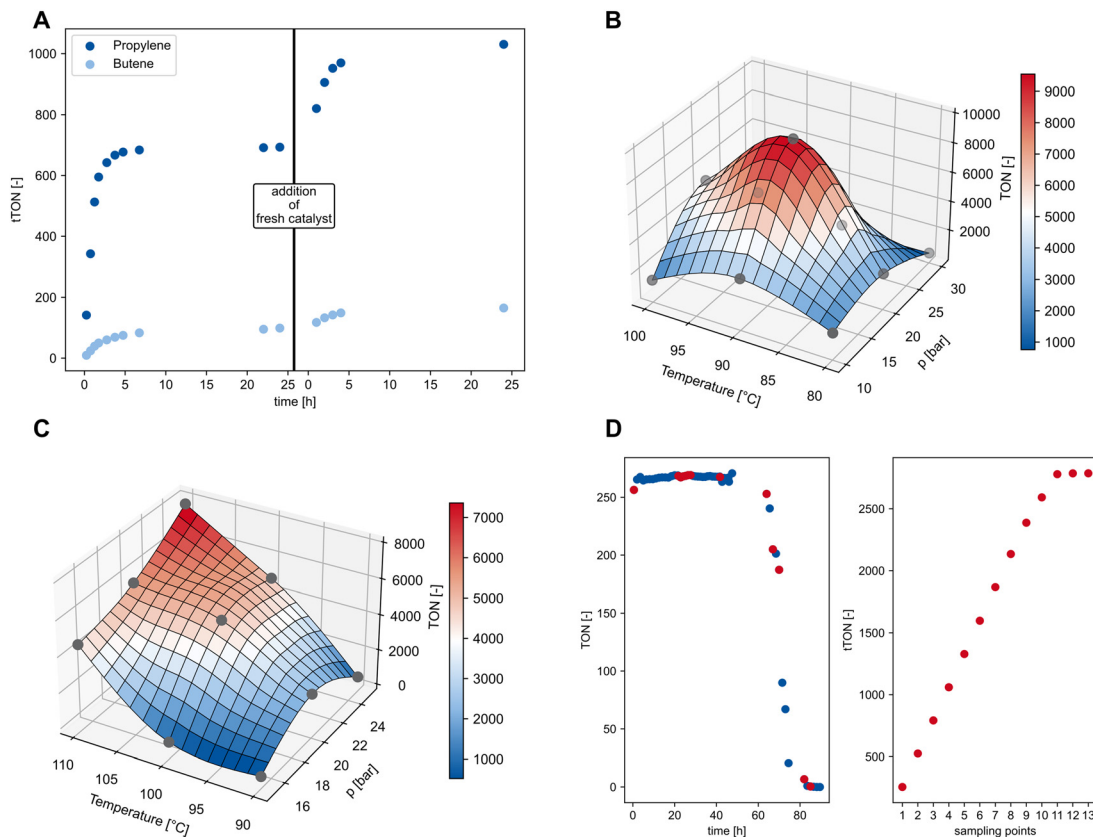 A
Propylene
Butene
1000
800
600
400
200
0
tTON [-]
addition
of
fresh catalyst
0 5 10 15 20 25 0 5 10 15 20 25
time [h]
B
10000
8000
6000
4000
2000
TON [-]
30
25
20
15
10
p [bar]
100
95
90
85
80
Temperature [°C]
9000
8000
7000
6000
5000
4000
3000
2000
1000
C
8000
6000
4000
2000
0
TON [-]
24
22
20
18
16
p [bar]
110
105
100
95
90
Temperature [°C]
7000
6000
5000
4000
3000
2000
1000
D
250
200
150
100
50
0
TON [-]
0 20 40 60 80
time [h]
2500
2000
1500
1000
500
tTON [-]
1 2 3 4 5 6 7 8 9 10 11 12 13
sampling points